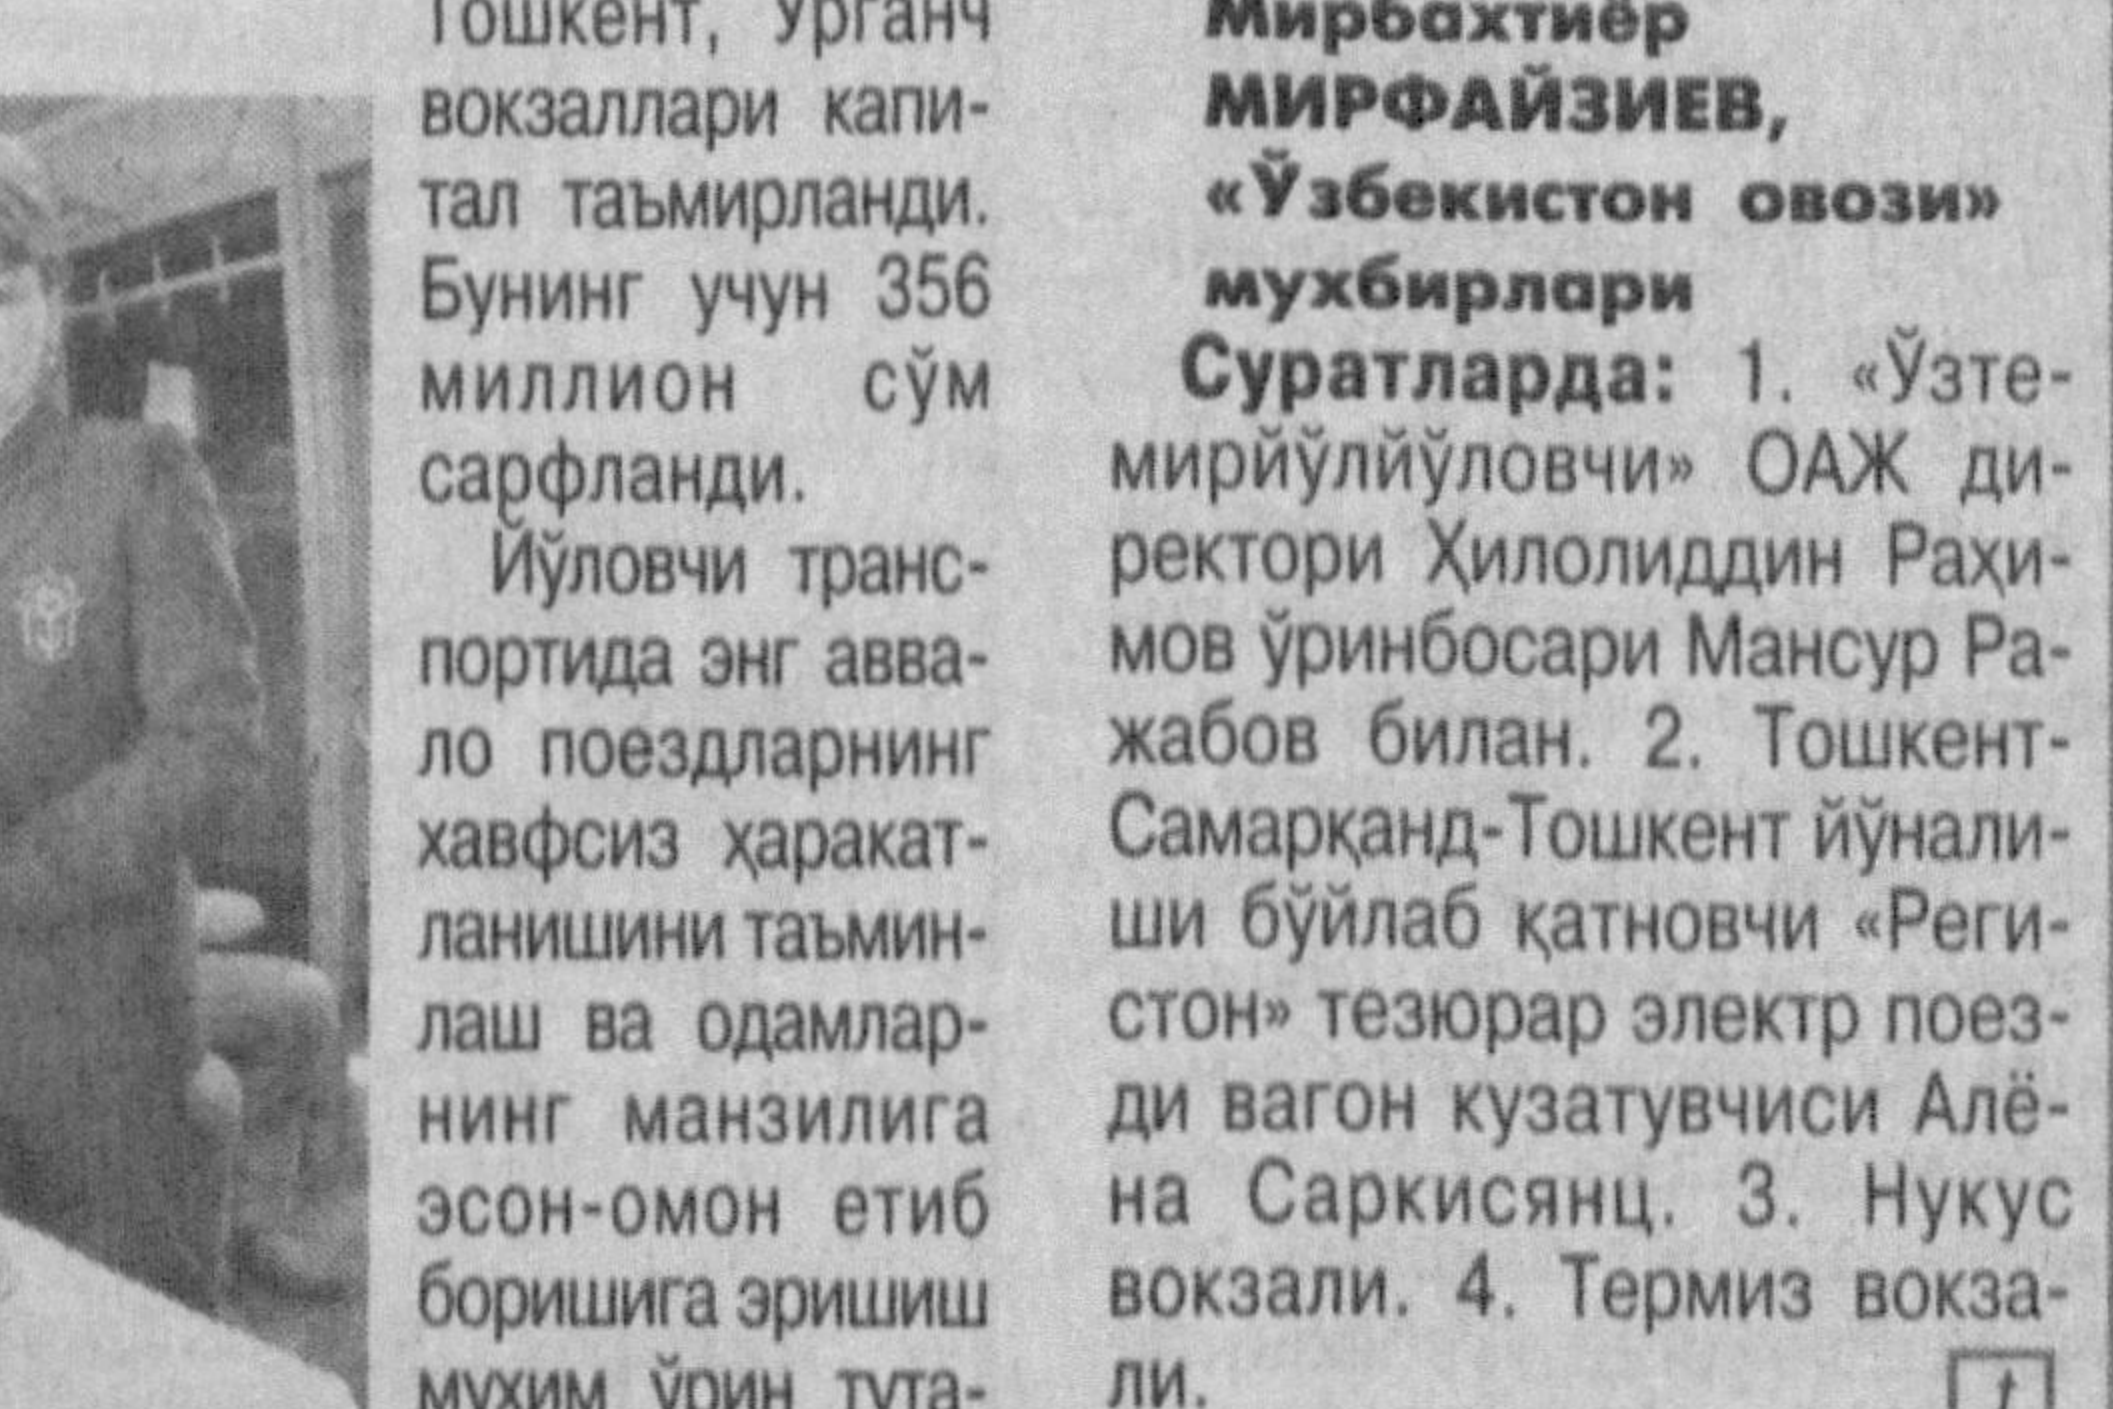 Тошкент, Урганч
вокзаллари капи-
тал таъмирланди.
Бунинг учун 356
миллион сўм
сарфланди.
Йўловчи транс-
портида энг авва-
ло поездларнинг
хавфсиз ҳаракат-
ланишини таъмин-
лаш ва одамлар-
нинг манзилига
эсон-омон етиб
боришига эришиш
муҳим ўрин тута-
Мирбахтиёр
МИРФАЙЗИЕВ,
«Ўзбекистон овози»
мухбирлари
Суратларда: 1. «Ўзте-
мирйўлйўловчи» ОАЖ ди-
ректори Ҳилолиддин Раҳи-
мов ўринбосари Мансур Ра-
жабов билан. 2. Тошкент-
Самарқанд-Тошкент йўнали-
ши бўйлаб қатновчи «Реги-
стон» тезюрар электр поез-
ди вагон кузатувчиси Алё-
на Саркисянц. 3. Нукус
вокзали. 4. Термиз вокза-
ли.
t